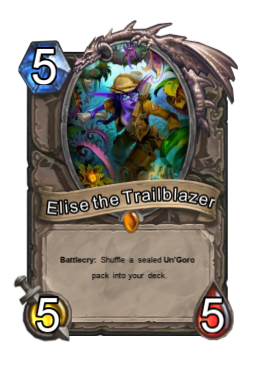 5
Elise the Trailblazer
Battlecry: Shuffle a sealed Un'Goro
pack into your deck.
5 5